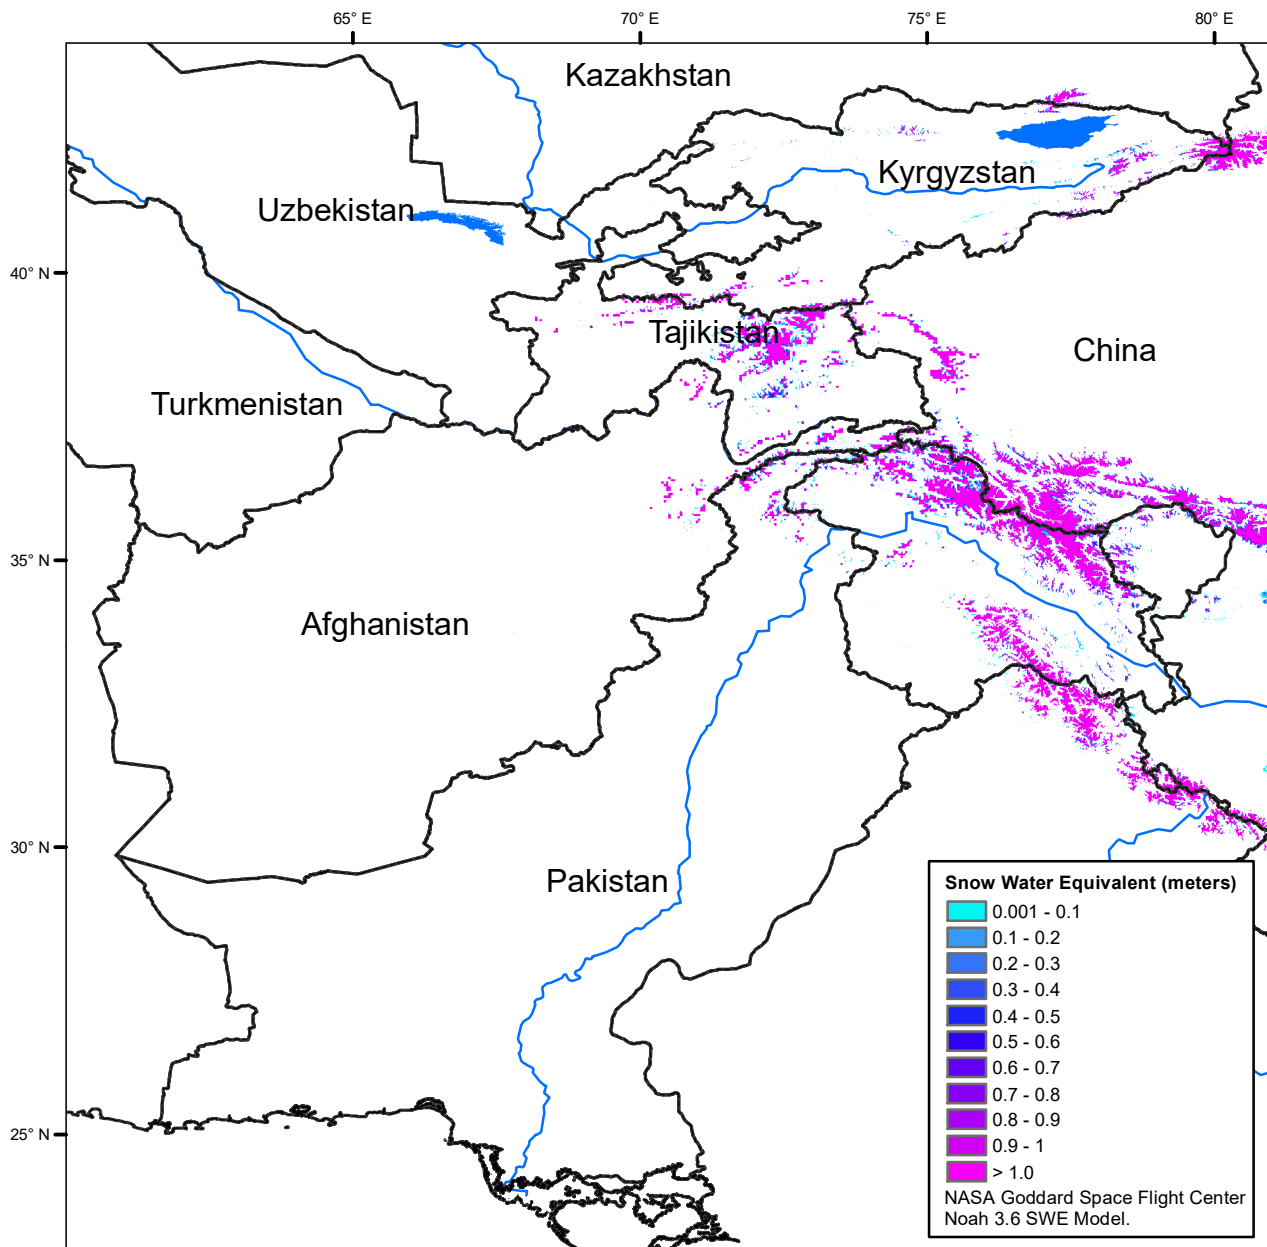 65° E
70° E
75° E
80° E
Kazakhstan
Kyrgyzstan
Uzbekistan
40° N
Tajikistan
China
Turkmenistan
35° N
Afghanistan
30° N
Pakistan
25° N
Snow Water Equivalent (meters)
0.001 - 0.1
0.1 - 0.2
0.2 - 0.3
0.3 - 0.4
0.4 - 0.5
0.5 - 0.6
0.6 - 0.7
0.7 - 0.8
0.8 - 0.9
0.9 - 1
> 1.0
NASA Goddard Space Flight Center
Noah 3.6 SWE Model.